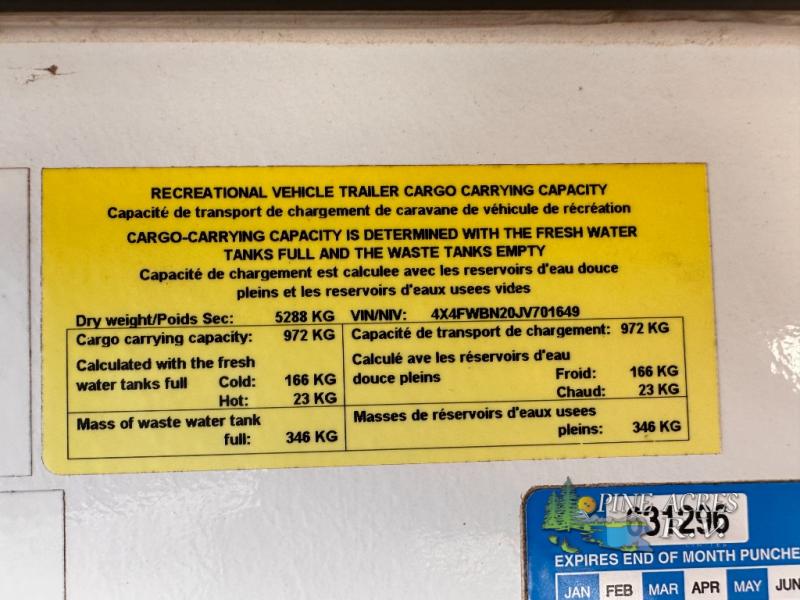 RECREATIONAL VEHICLE TRAILER CARGO CARRYING CAPACITY
Capacité de transport de chargement de caravane de véhicule de récréation
CARGO-CARRYING CAPACITY IS DETERMINED WITH THE FRESH WATER
TANKS FULL AND THE WASTE TANKS EMPTY
Capacité de chargement est calculee avec les reservoirs d'eau douce
pleins et les reservoirs d'eaux usees vides
Dry weight/Poids Sec: 5288 KG VIN/NIV: 4X4FWBN20JV701649
Cargo carrying capacity: 972 KG Capacité de transport de chargement: 972 KG
Calculated with the fresh Calculé ave les réservoirs d'eau
water tanks full Cold: 166 KG douce pleins Froid: 166 KG
Hot: 23 KG Chaud: 23 KG
Mass of waste water tank Masses de réservoirs d'eaux usees
full: 346 KG pleins: 346 KG
PINE ACRES
R.V.
031296
EXPIRES END OF MONTH PUNCHE
JAN FEB MAR APR MAY JUN